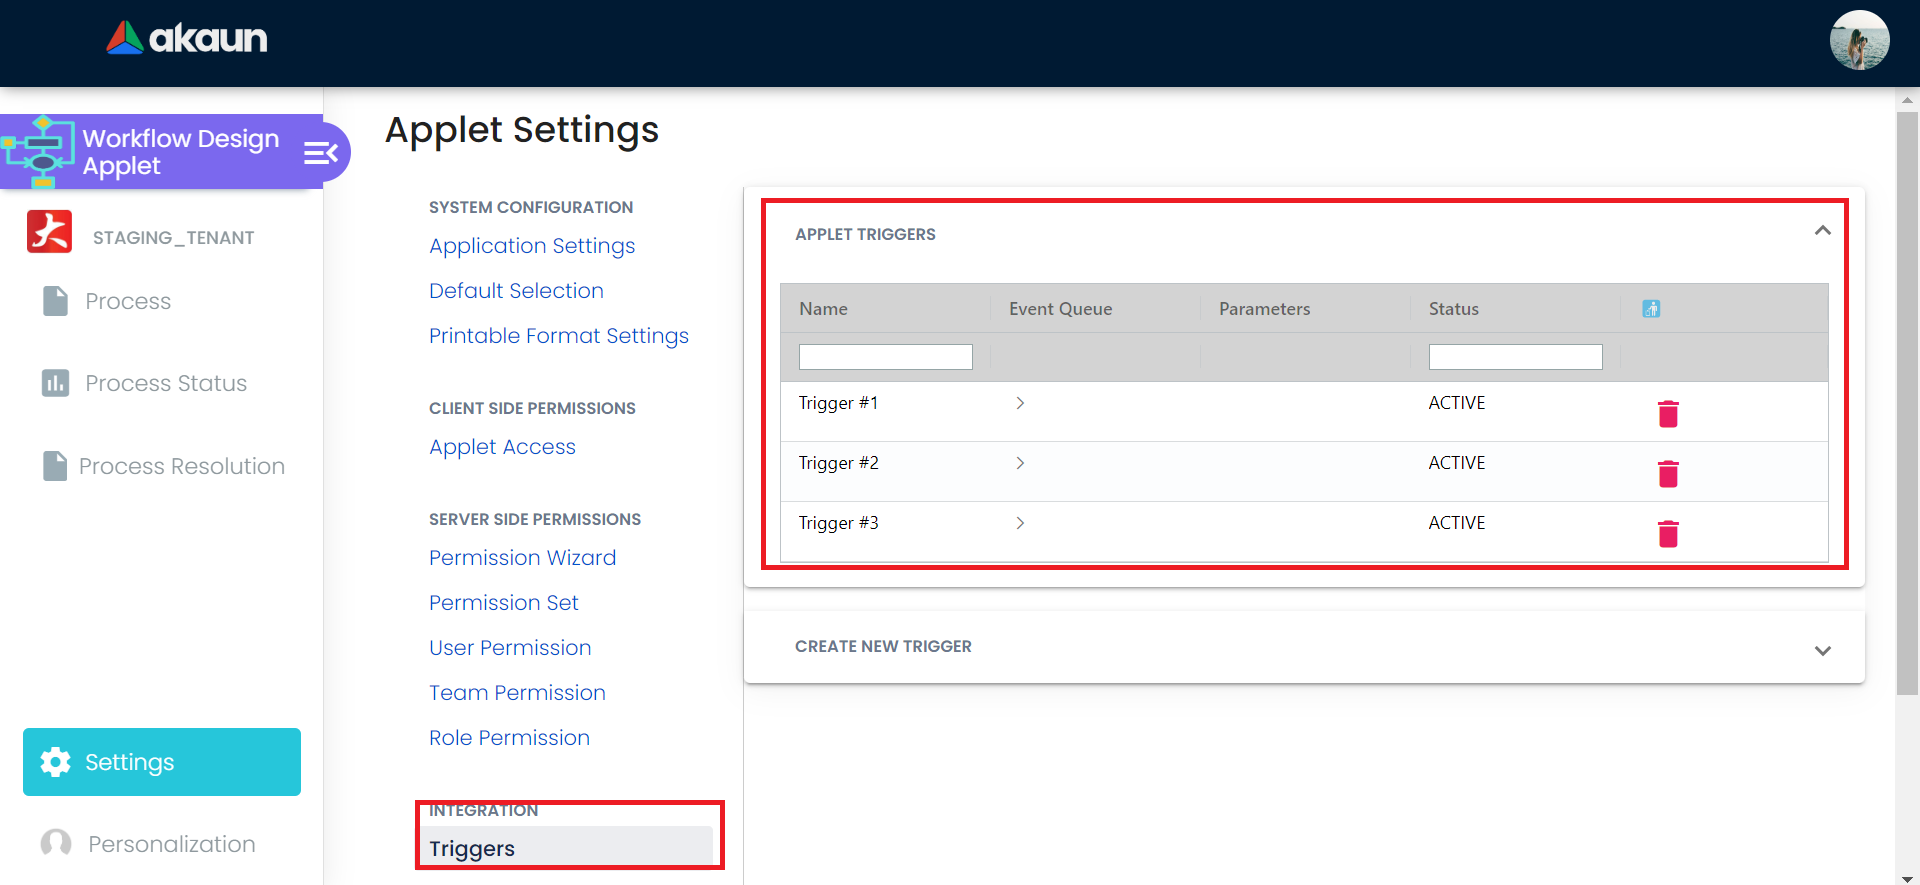 akaun
Workflow Design
Applet
STAGING_TENANT
Process
Process Status
Process Resolution
Settings
Personalization
Applet Settings
SYSTEM CONFIGURATION
Application Settings
Default Selection
Printable Format Settings
CLIENT SIDE PERMISSIONS
Applet Access
SERVER SIDE PERMISSIONS
Permission Wizard
Permission Set
User Permission
Team Permission
Role Permission
INTEGRATION
Triggers
APPLET TRIGGERS
Name Event Queue Parameters Status
Trigger #1 ACTIVE
Trigger #2 ACTIVE
Trigger #3 ACTIVE
CREATE NEW TRIGGER